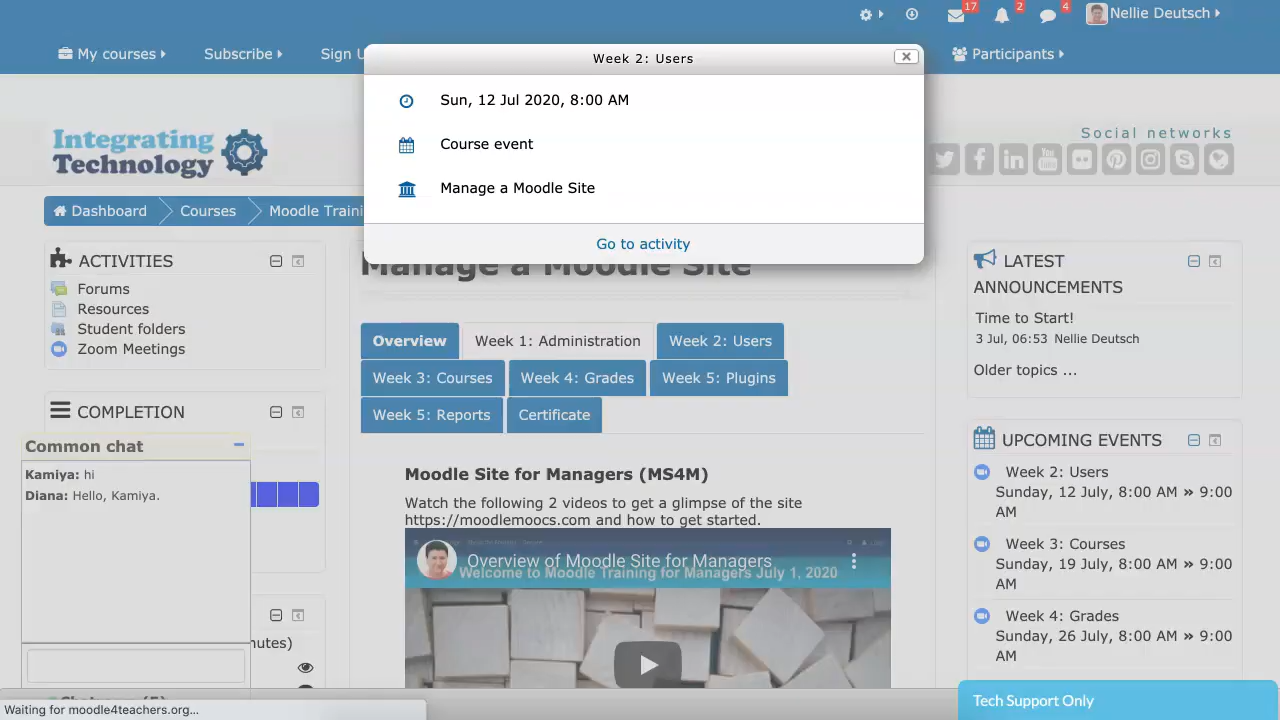 17
2
4
Nellie Deutsch
My courses
Subscribe
Sign U
Participants
Week 2: Users
Sun, 12 Jul 2020, 8:00 AM
Course event
Manage a Moodle Site
Go to activity
Integrating
Technology
Social networks
You
Tube
Dashboard
Courses
Moodle Traini
Manage a Moodle Site
ACTIVITIES
Forums
Resources
Student folders
Zoom Meetings
COMPLETION
Common chat
Kamiya: hi
Diana: Hello, Kamiya.
nutes)
Overview
Week 1: Administration
Week 2: Users
Week 3: Courses
Week 4: Grades
Week 5: Plugins
Week 5: Reports
Certificate
Moodle Site for Managers (MS4M)
Watch the following 2 videos to get a glimpse of the site
https://moodlemoocs.com and how to get started.
Overview of Moodle Site for Managers
Welcome to Moodle Training for Managers July 1, 2020
LATEST
ANNOUNCEMENTS
Time to Start!
3 Jul, 06:53 Nellie Deutsch
Older topics ...
UPCOMING EVENTS
Week 2: Users
Sunday, 12 July, 8:00 AM » 9:00
AM
Week 3: Courses
Sunday, 19 July, 8:00 AM » 9:00
AM
Week 4: Grades
Sunday, 26 July, 8:00 AM » 9:00
AM
Waiting for moodle4teachers.org...
Tech Support Only